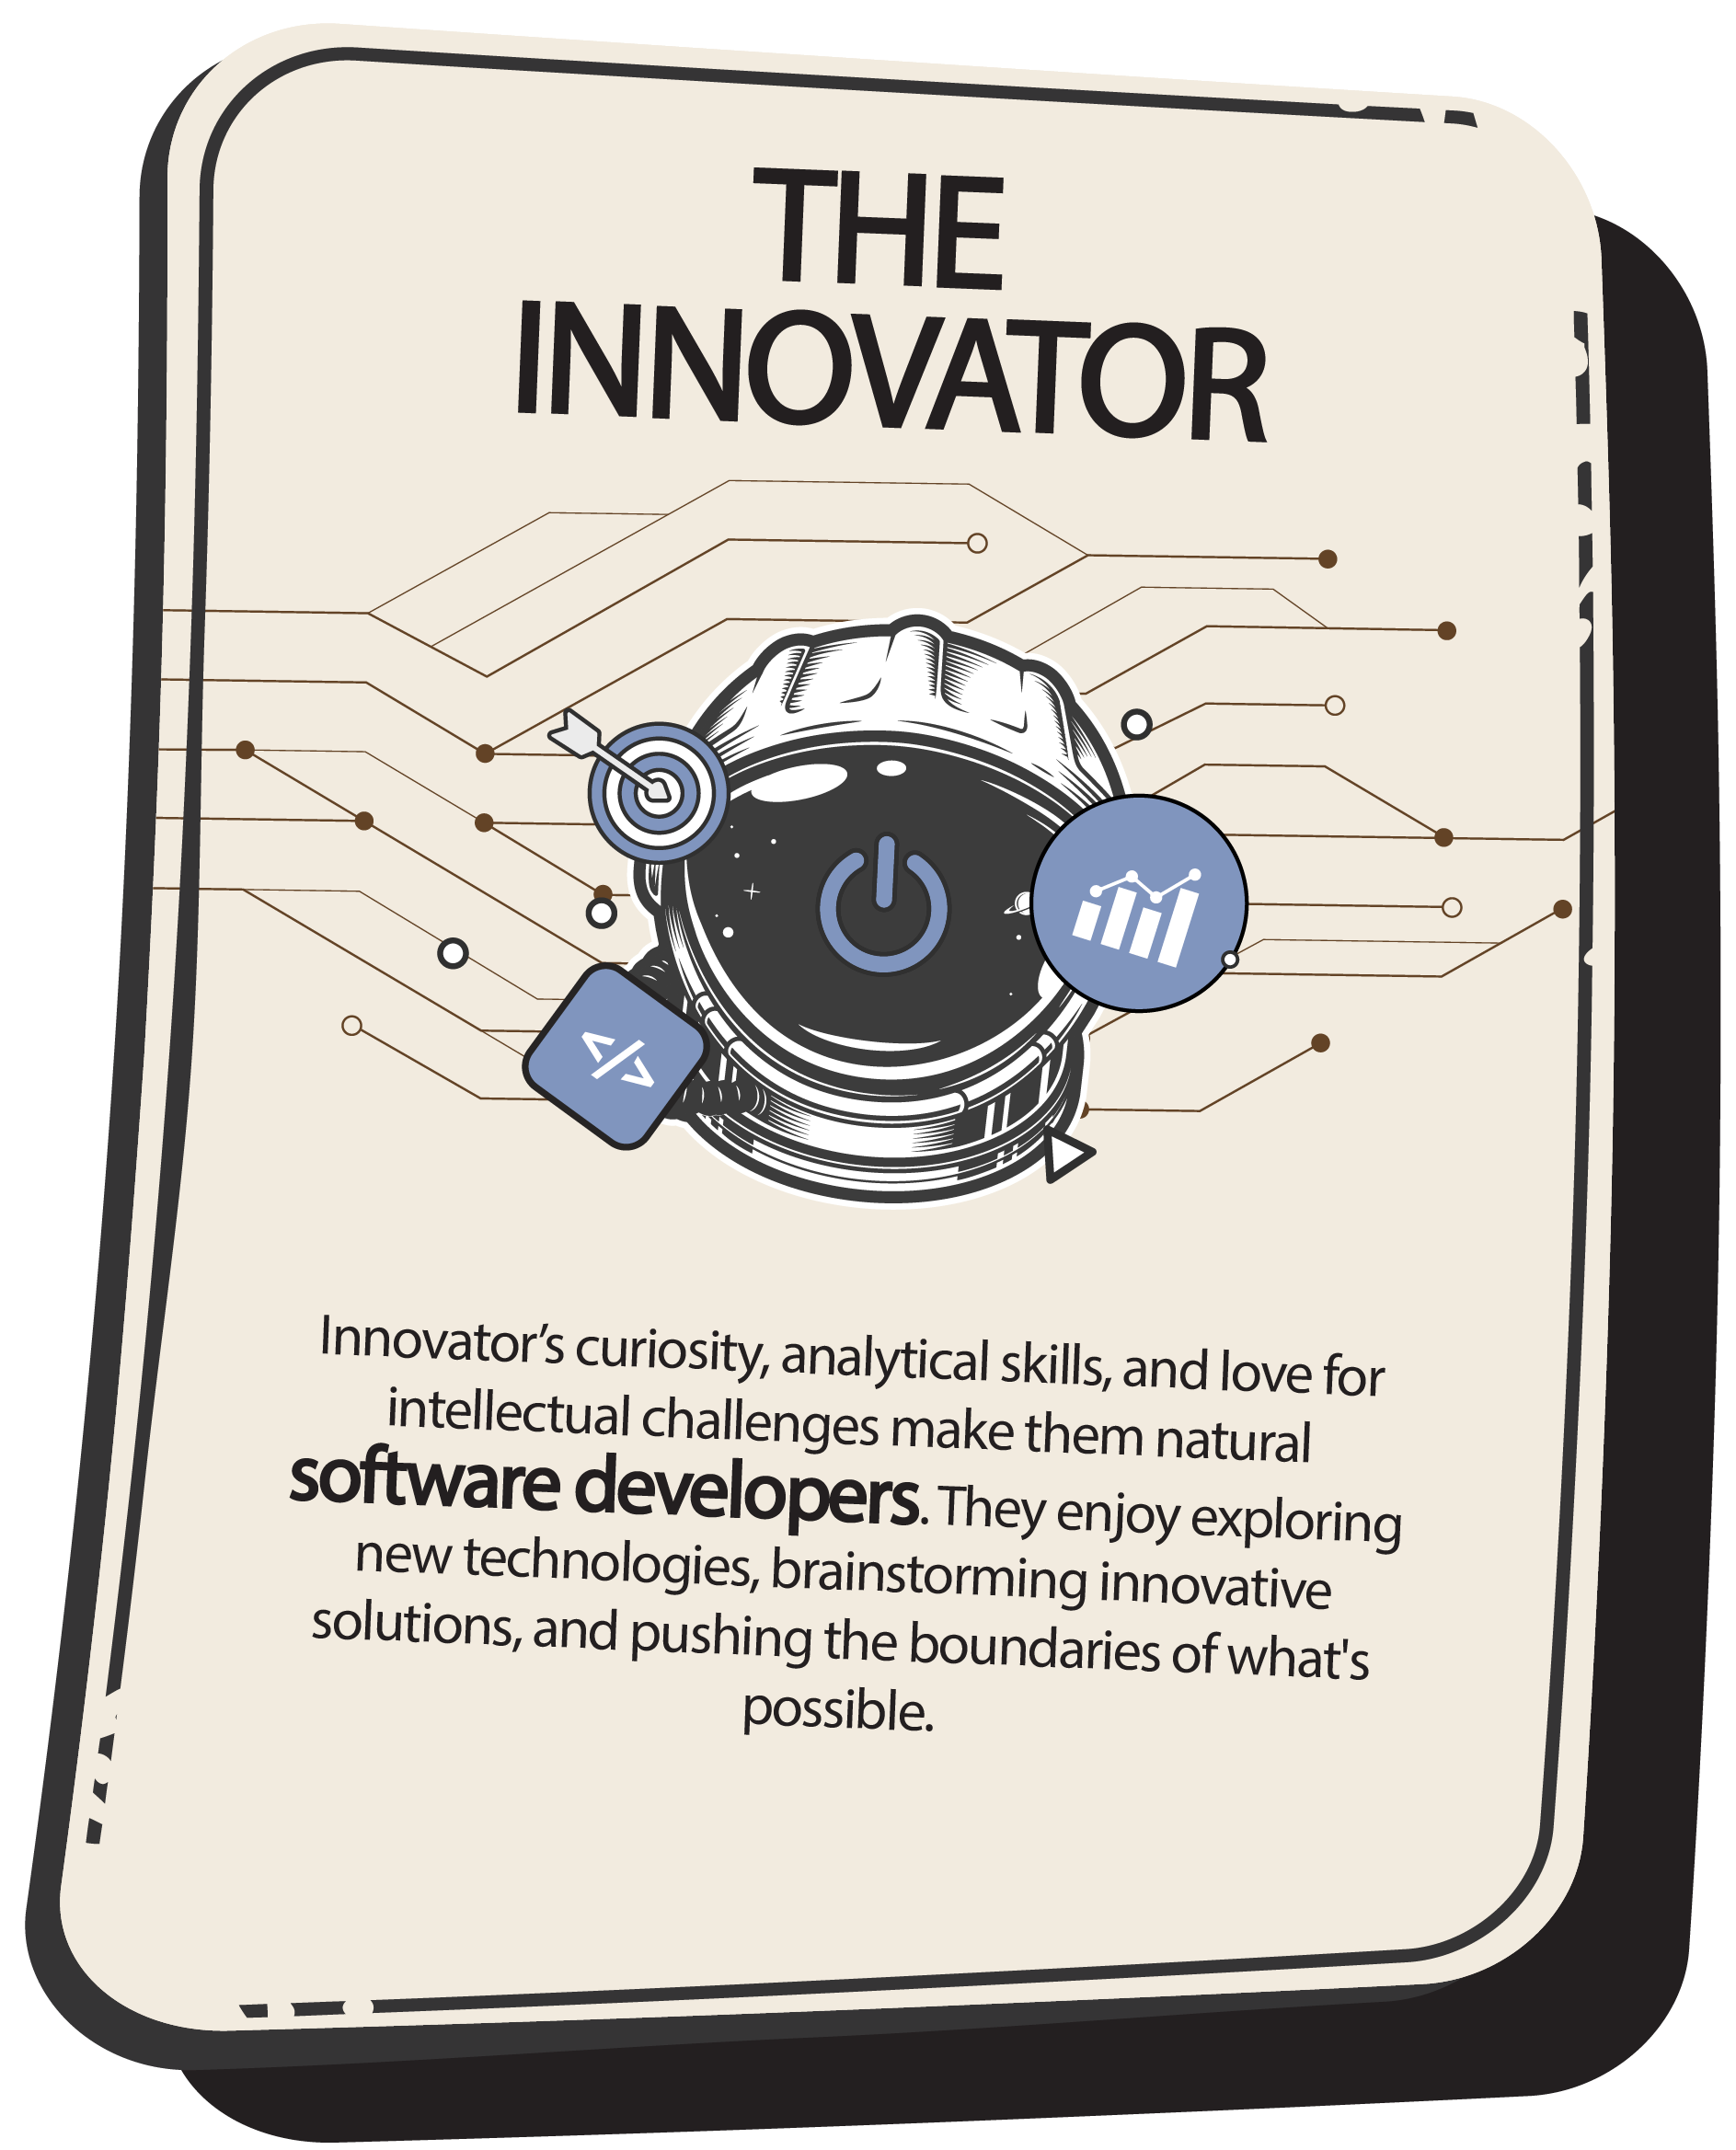 THE
INNOVATOR
</>
Innovator’s curiosity, analytical skills, and love for
intellectual challenges make them natural
software developers. They enjoy exploring
new technologies, brainstorming innovative
solutions, and pushing the boundaries of what's
possible.